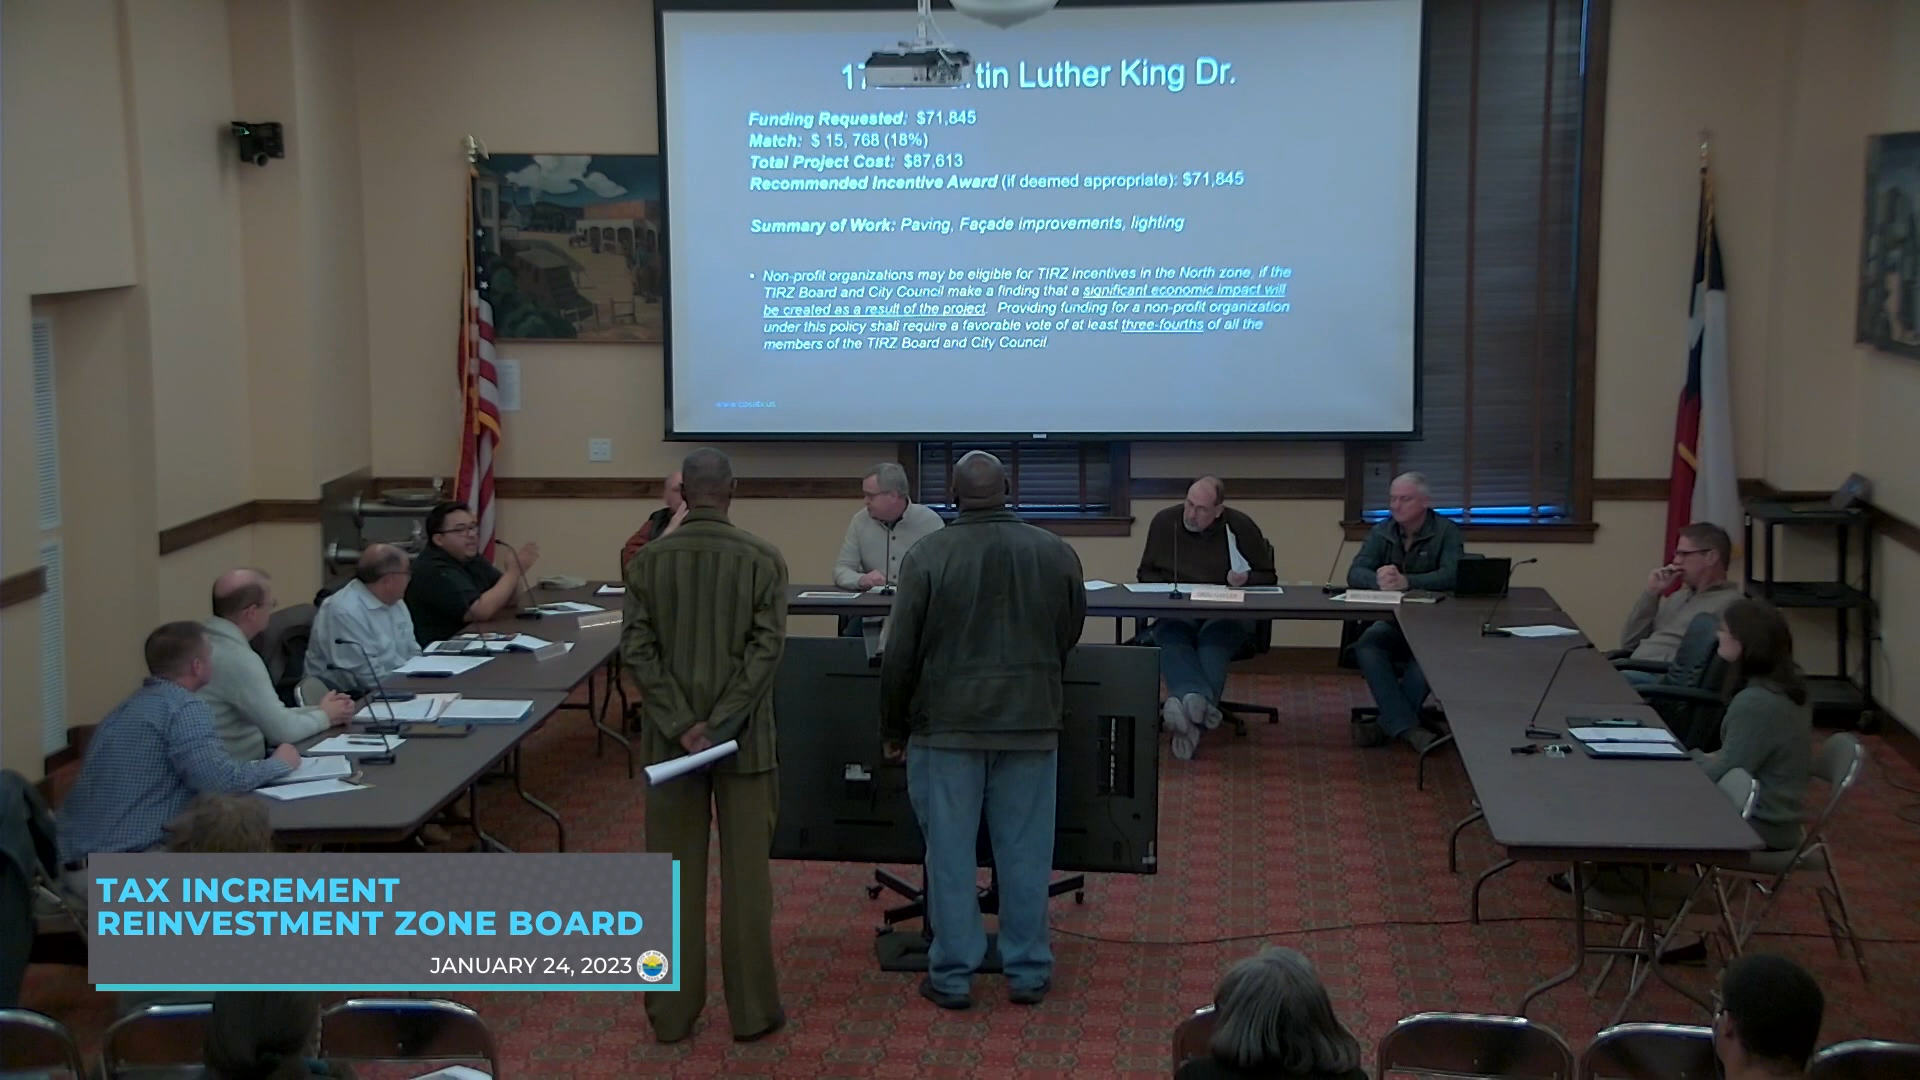 17 tin Luther King Dr.
Funding Requested: $71,845
Match: $ 15, 768 (18%)
Total Project Cost: $87,613
Recommended Incentive Award (if deemed appropriate): $71,845
Summary of Work: Paving, Façade Improvements, lighting
• Non-profit organizations may be eligible for TIRZ incentives in the North zone, if the
TIRZ Board and City Council make a finding that a significant economic impact will
be created as a result of the project. Providing funding for a non-profit organization
under this policy shall require a favorable vote of at least three-fourths of all the
members of the TIRZ Board and City Council
www.cosatx.us
TAX INCREMENT
REINVESTMENT ZONE BOARD
JANUARY 24, 2023